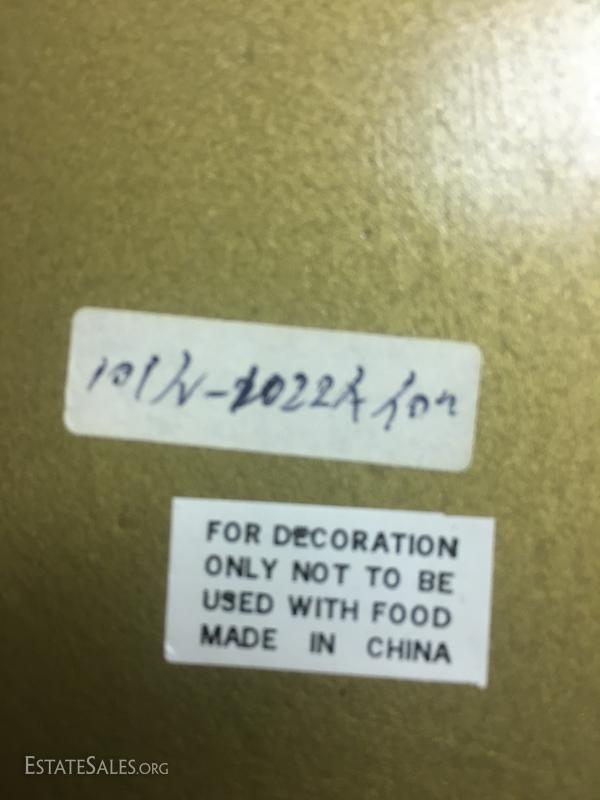 FOR DECORATION
ONLY NOT TO BE
USED WITH FOOD
MADE IN CHINA
ESTATESALES.ORG